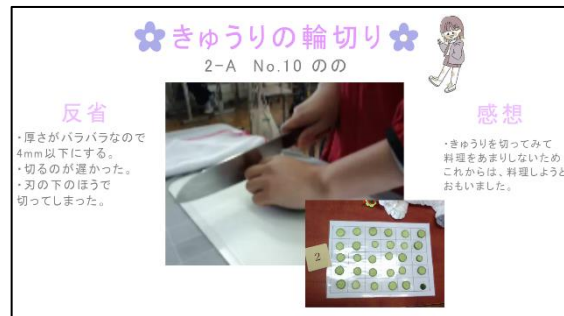 きゅうりの輪切り
2-A No.10 のの
反省
・厚さがバラバラなので
4mm以下にする。
・切るのが遅かった。
・刃の下のほうで
切ってしまった。
感想
・きゅうりを切ってみて
料理をあまりしないため
これからは、料理しようと
おもいました。
2